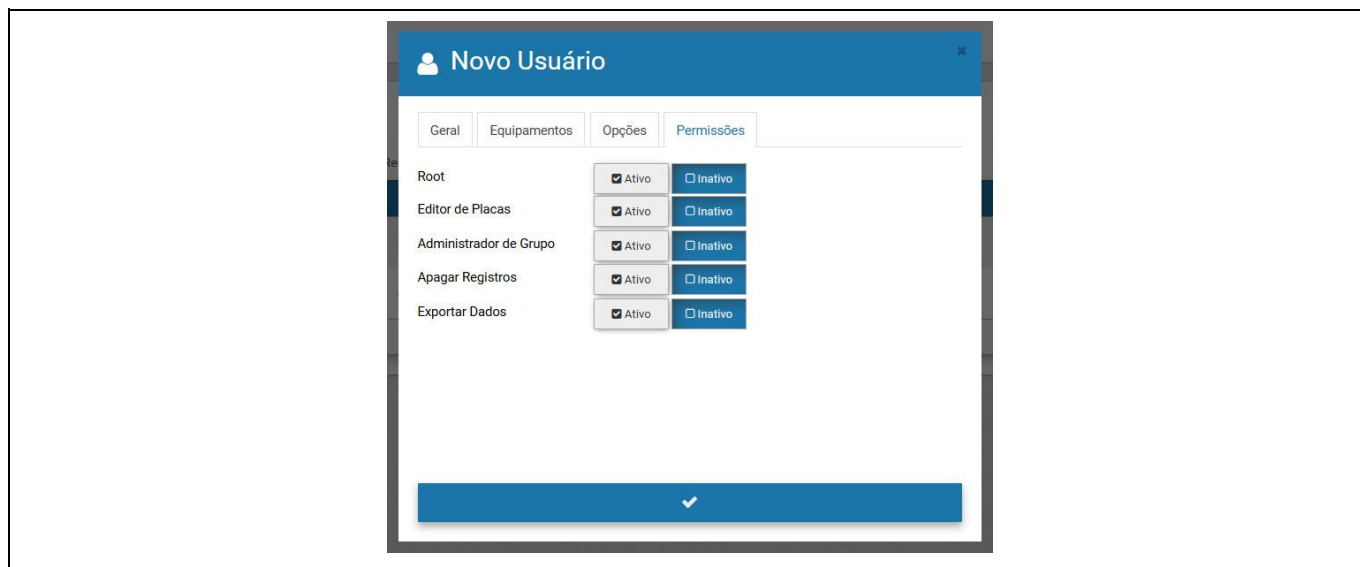 Novo Usuário
Geral Equipamentos Opções Permissões
Re
Root Ativo Inativo
Editor de Placas Ativo Inativo
Administrador de Grupo Ativo Inativo
Apagar Registros Ativo Inativo
Exportar Dados Ativo Inativo